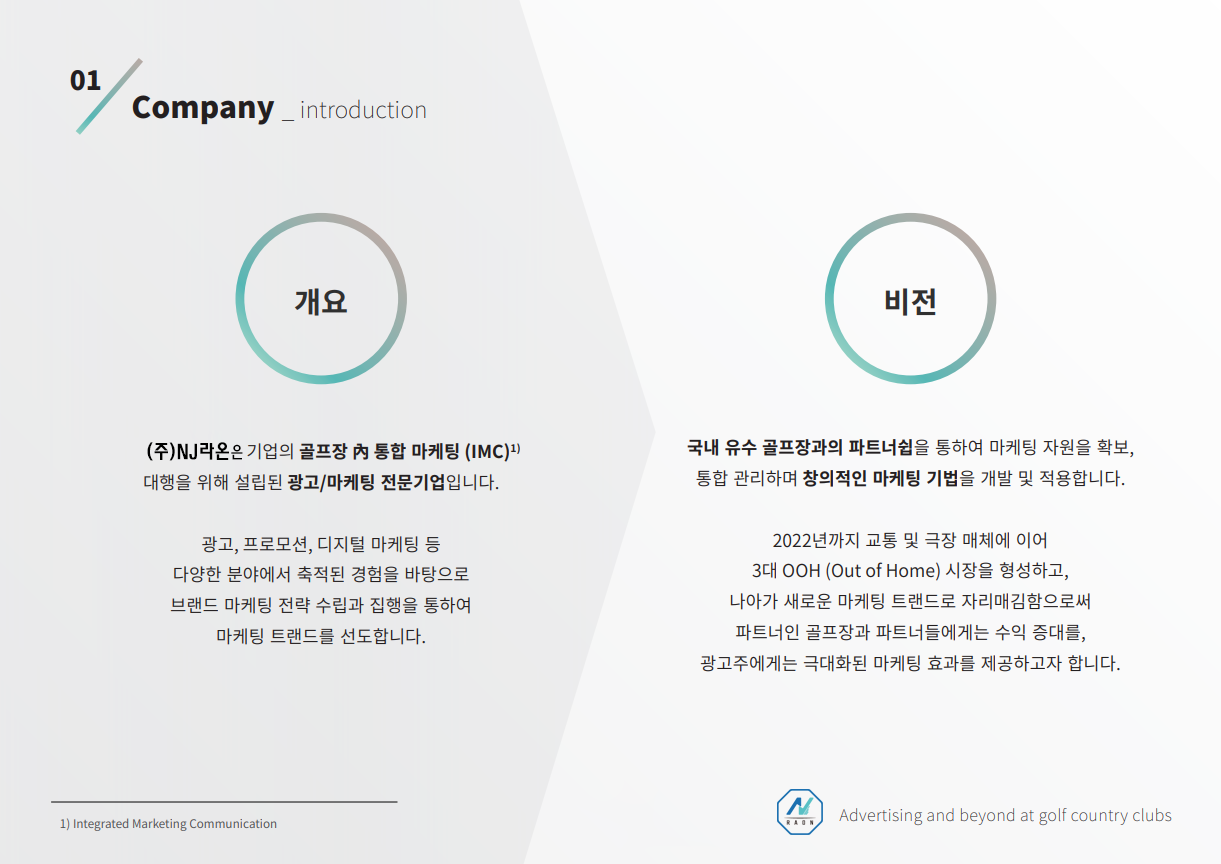 01
Company _ introduction
개요
(주)NJ라온은 기업의 골프장 內 통합 마케팅 (IMC)1)
대행을 위해 설립된 광고/마케팅 전문기업입니다.
광고, 프로모션, 디지털 마케팅 등
다양한 분야에서 축적된 경험을 바탕으로
브랜드 마케팅 전략 수립과 집행을 통하여
마케팅 트랜드를 선도합니다.
1) Integrated Marketing Communication
비전
국내 유수 골프장과의 파트너쉽을 통하여 마케팅 자원을 확보,
통합 관리하며 창의적인 마케팅 기법을 개발 및 적용합니다.
2022년까지 교통 및 극장 매체에 이어
3대 OOH (Out of Home) 시장을 형성하고,
나아가 새로운 마케팅 트랜드로 자리매김함으로써
파트너인 골프장과 파트너들에게는 수익 증대를,
광고주에게는 극대화된 마케팅 효과를 제공하고자 합니다.
RAON
Advertising and beyond at golf country clubs